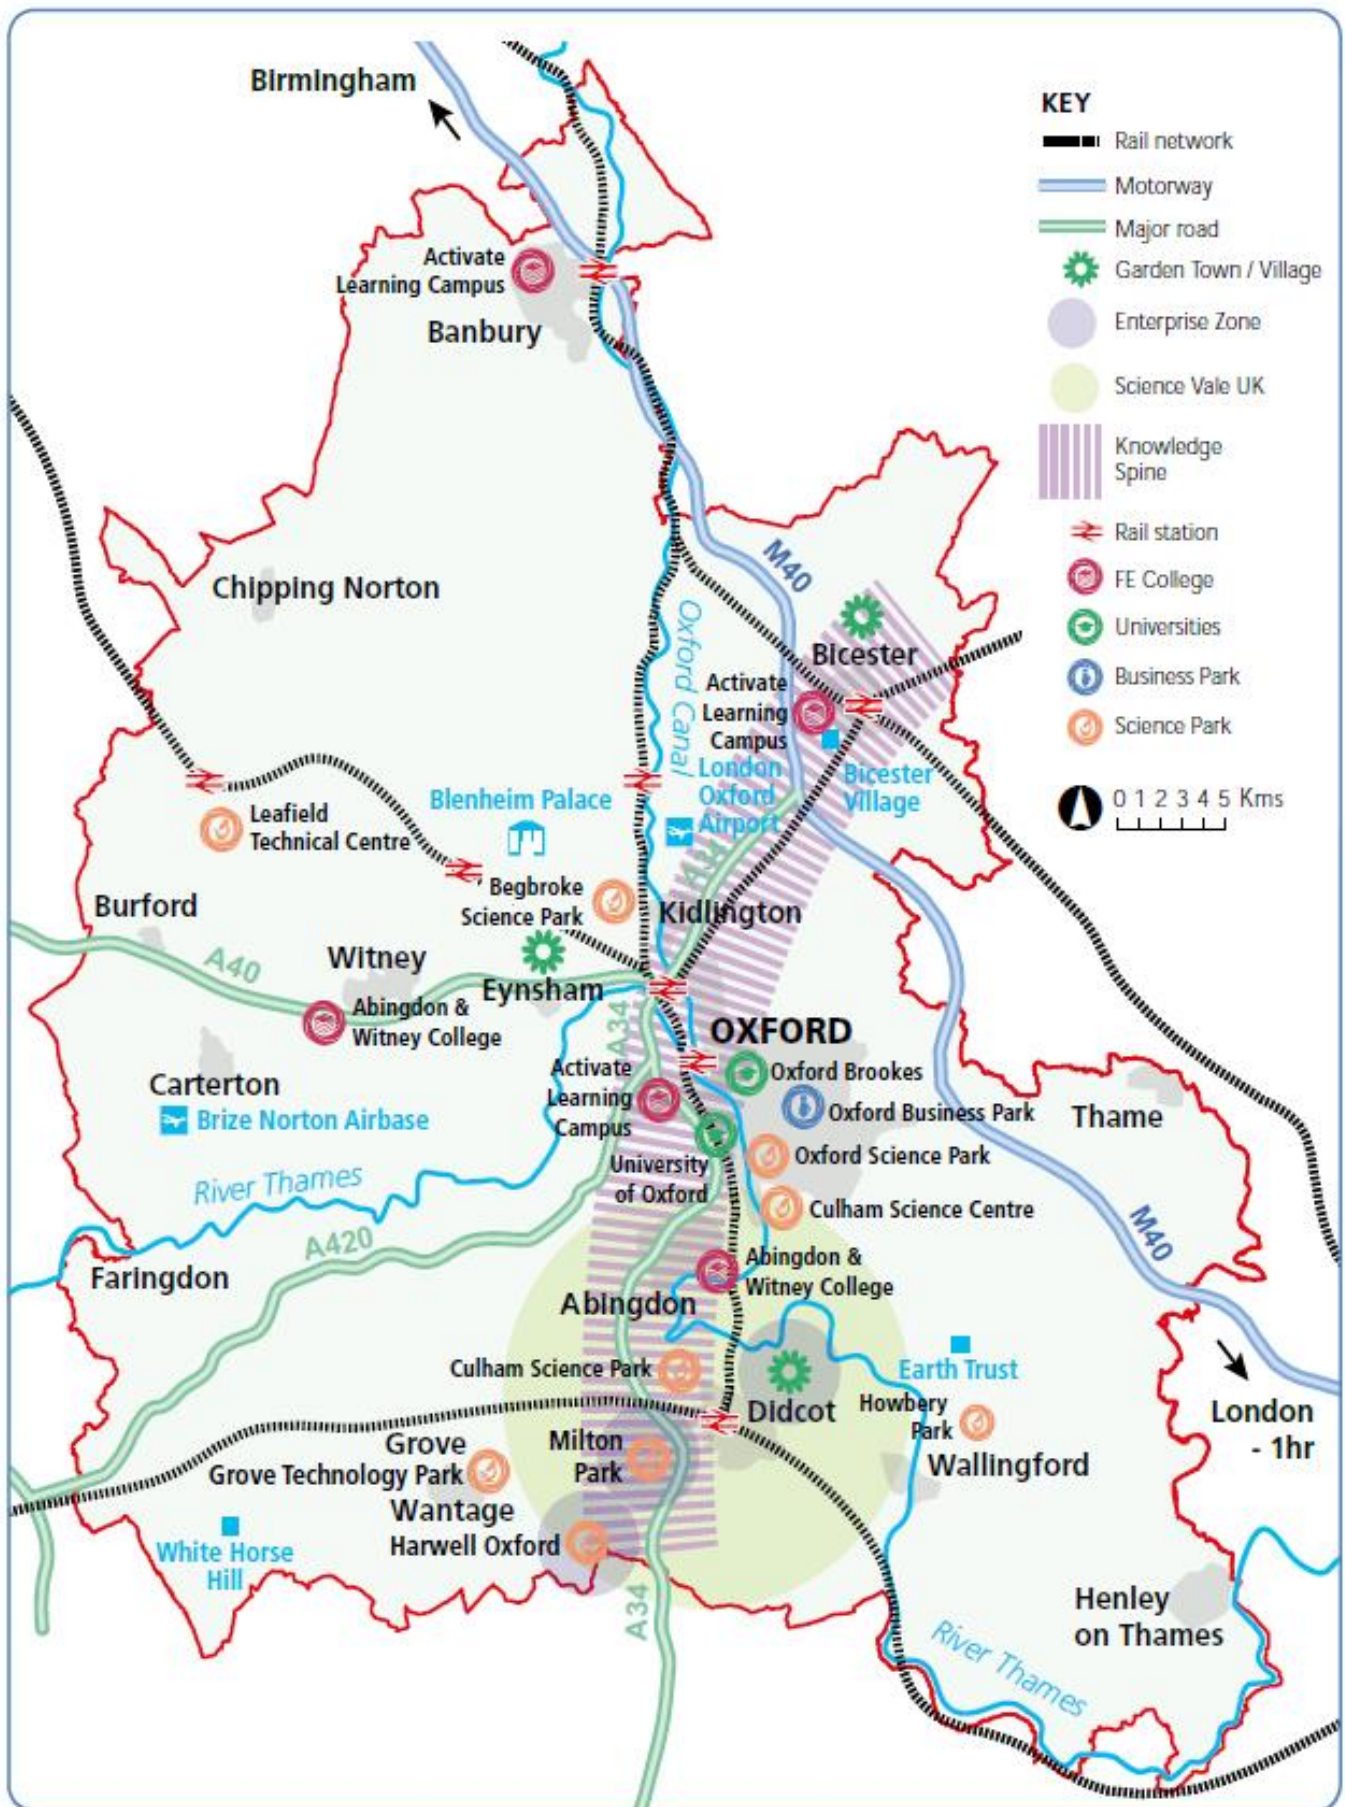 Birmingham
KEY
Rail network
Motorway
Major road
Garden Town / Village
Enterprise Zone
Science Vale UK
Knowledge
Spine
Rail station
FE College
Universities
Business Park
Science Park
0 1 2 3 4 5 Kms
Activate
Learning Campus
Banbury
Chipping Norton
M40
Oxford Canal
Bicester
Activate
Learning
Campus
London
Oxford
Airport
Bicester
Village
Leafield
Technical Centre
Blenheim Palace
A34
Begbroke
Science Park
Kidlington
Burford
A40
Witney
Eynsham
Abingdon &
Witney College
A34
OXFORD
Carterton
Brize Norton Airbase
Activate
Learning
Campus
Oxford Brookes
Oxford Business Park
Thame
University
of Oxford
Oxford Science Park
River Thames
Culham Science Centre
M40
A420
Faringdon
Abingdon &
Witney College
Abingdon
Culham Science Park
Earth Trust
Didcot
Howbery
Park
London
- 1hr
Grove
Grove Technology Park
Milton
Park
Wallingford
Wantage
Harwell Oxford
White Horse
Hill
A34
Henley
on Thames
River Thames